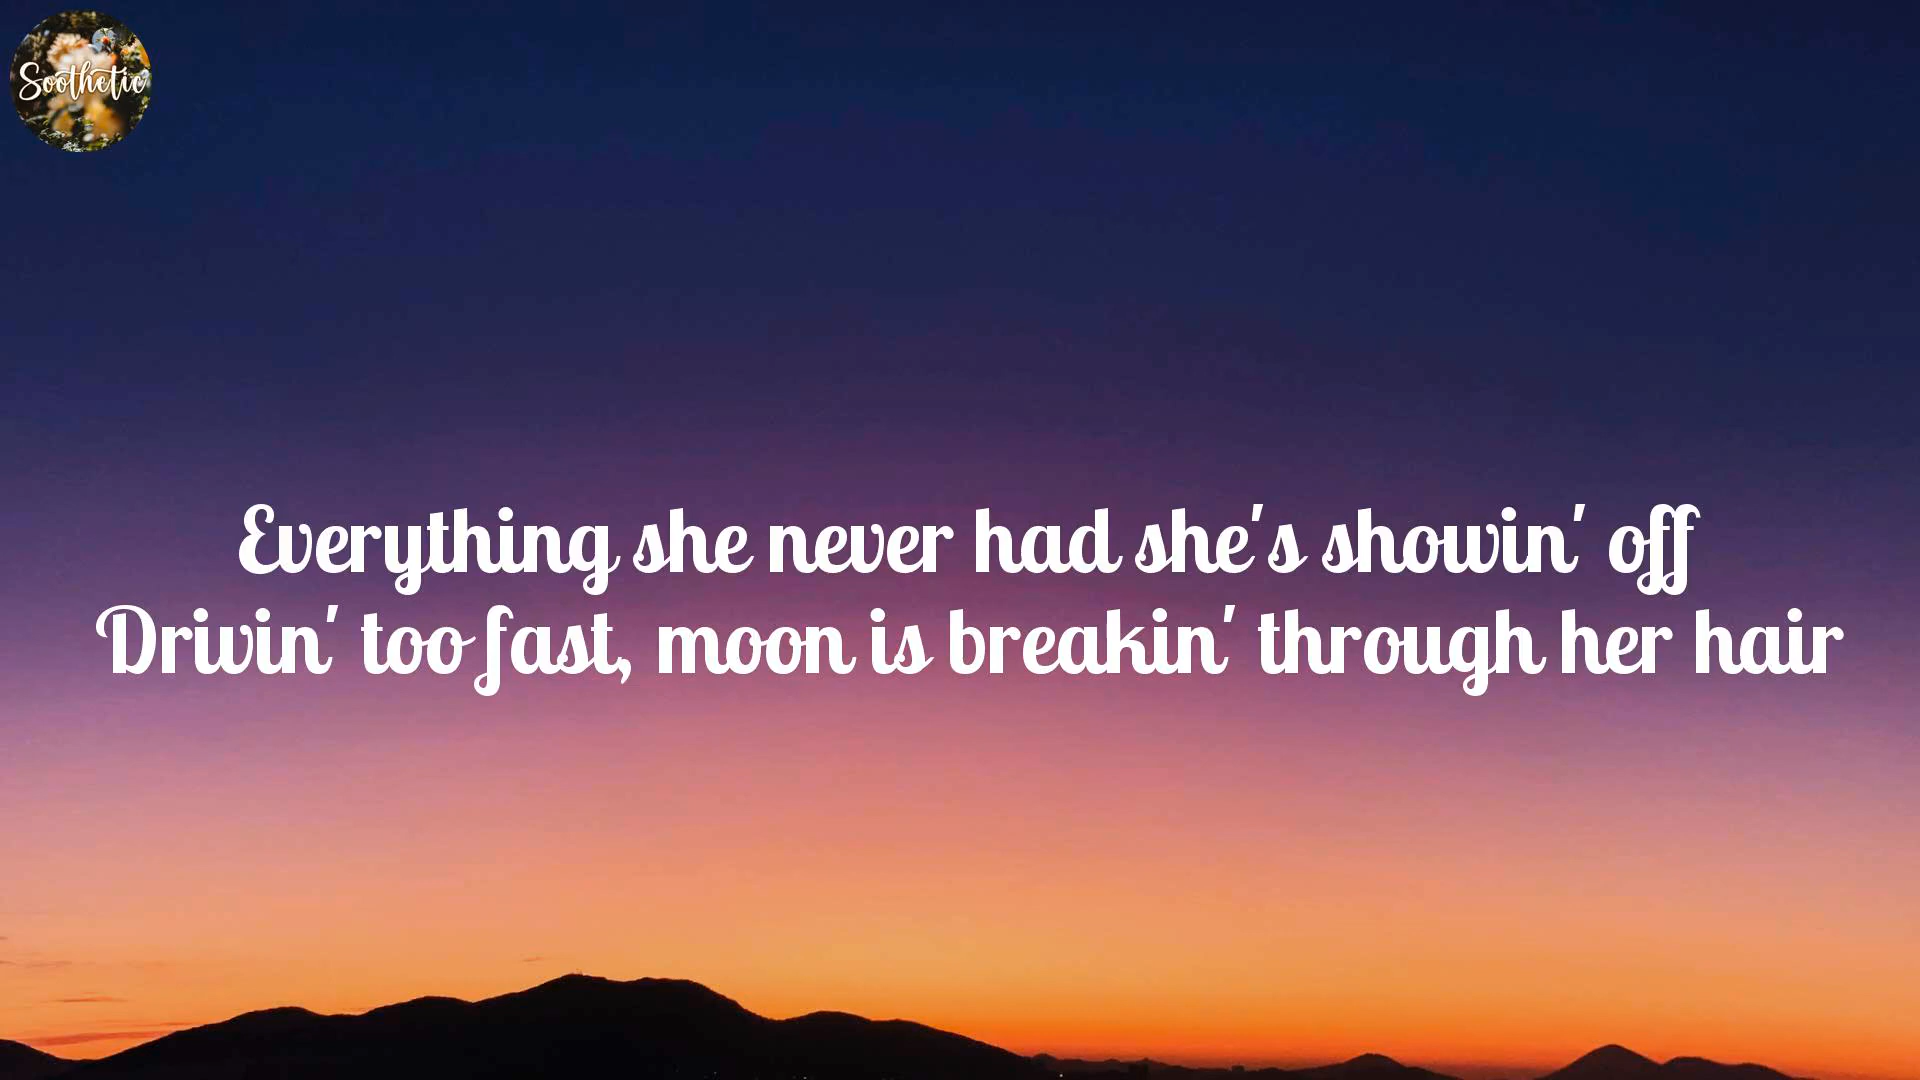 Soothetic
Everything she never had she's showin' off
Drivin' too fast, moon is breakin' through her hair